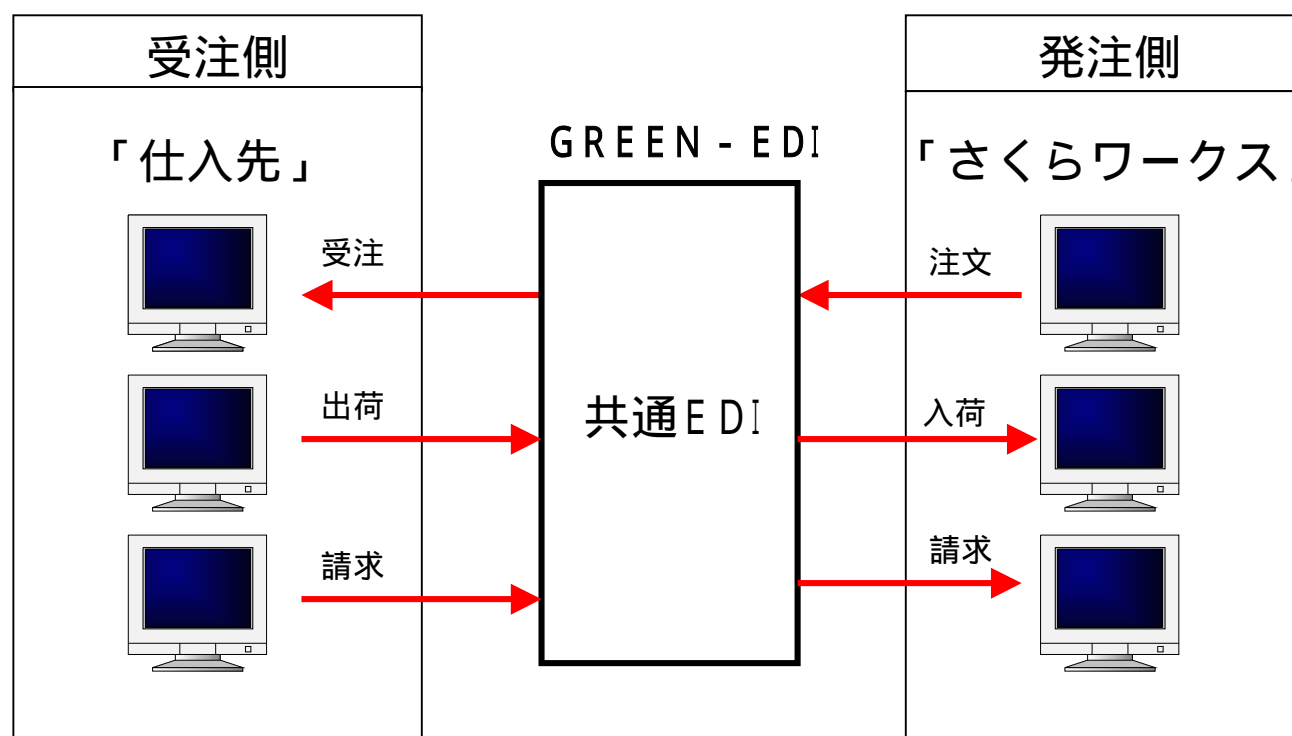 受注側
「仕入先」
受注
出荷
請求
GREEN-EDI
共通EDI
発注側
「さくらワークス」
注文
入荷
請求